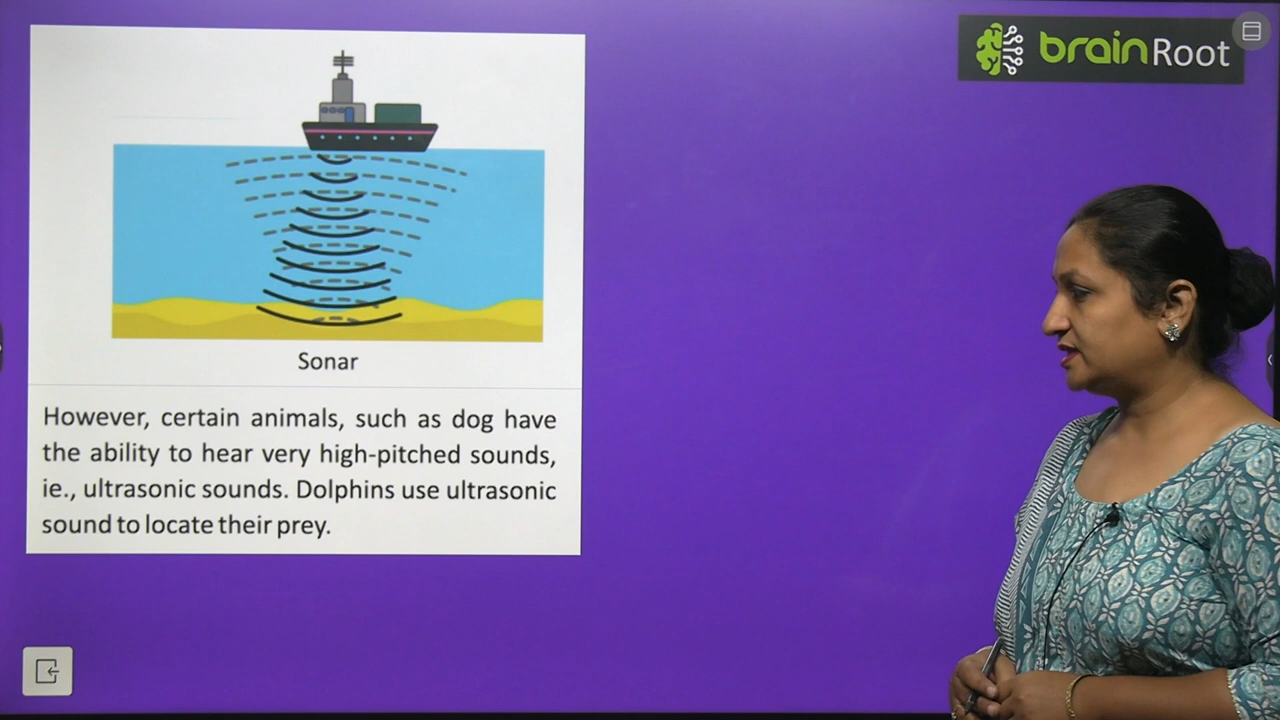 brainRoot
Sonar
However, certain animals, such as dog have
the ability to hear very high-pitched sounds,
ie., ultrasonic sounds. Dolphins use ultrasonic
sound to locate their prey.